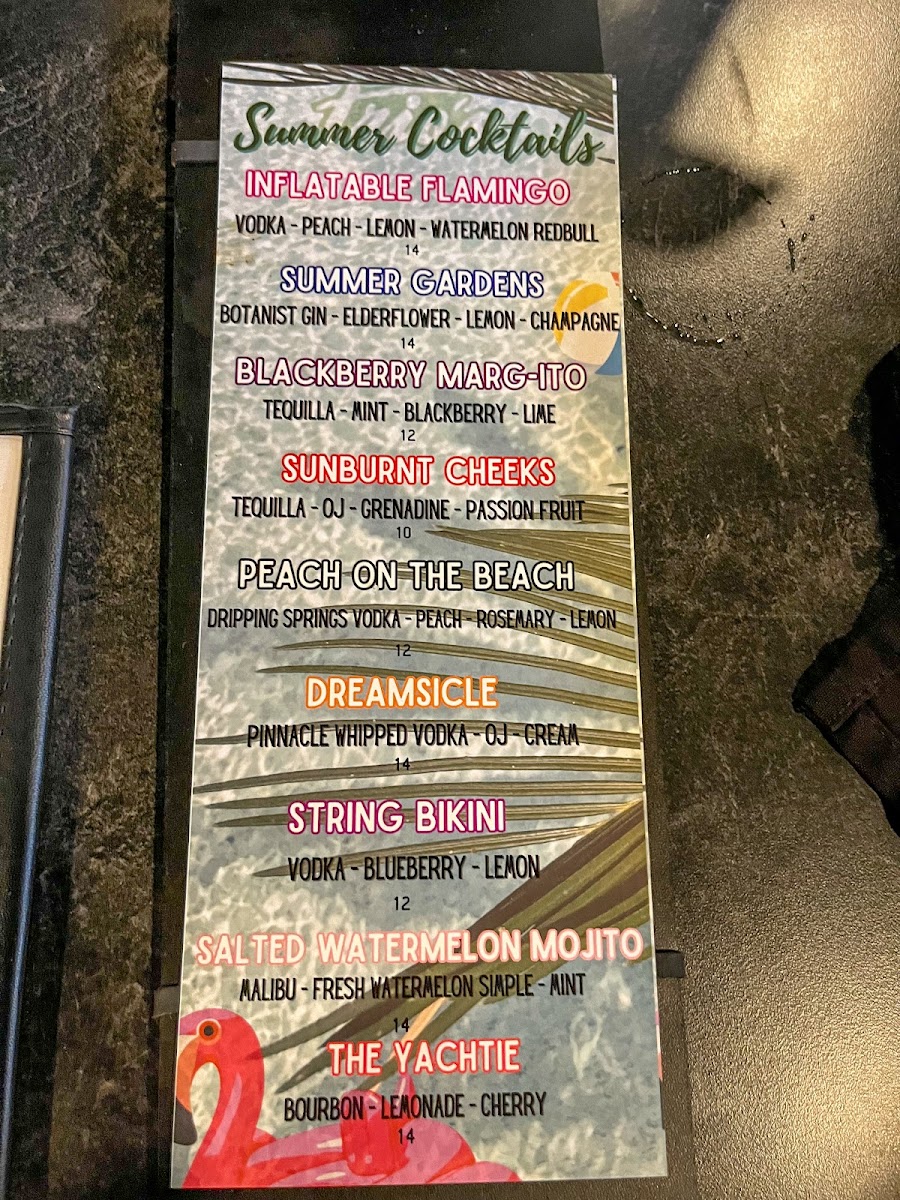 Summer Cocktails
INFLATABLE FLAMINGO
VODKA - PEACH - LEMON - WATERMELON REDBULL
14
SUMMER GARDENS
BOTANIST GIN - ELDERFLOWER - LEMON - CHAMPAGNE
14
BLACKBERRY MARG-ITO
TEQUILLA - MINT - BLACKBERRY - LIME
12
SUNBURNT CHEEKS
TEQUILLA - OJ - GRENADINE - PASSION FRUIT
10
PEACH ON THE BEACH
DRIPPING SPRINGS VODKA - PEACH - ROSEMARY - LEMON
12
DREAMSICLE
PINNACLE WHIPPED VODKA - OJ - CREAM
14
STRING BIKINI
VODKA - BLUEBERRY - LEMON
12
SALTED WATERMELON MOJITO
MALIBU - FRESH WATERMELON SIMPLE - MINT
14
THE YACHTIE
BOURBON - LEMONADE - CHERRY
14